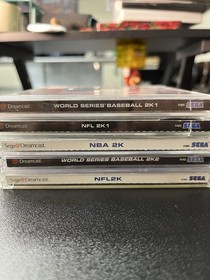 Dreamcast. WORLD SERIES BASEBALL 2K1 SEGA
Dreamcast. NFL 2K1 SEGA
Sega Dreamcast. NBA 2K SEGA
Dreamcast. WORLD SERIES BASEBALL 2K2 SEGA
Sega Dreamcast. NFL2K SEGA